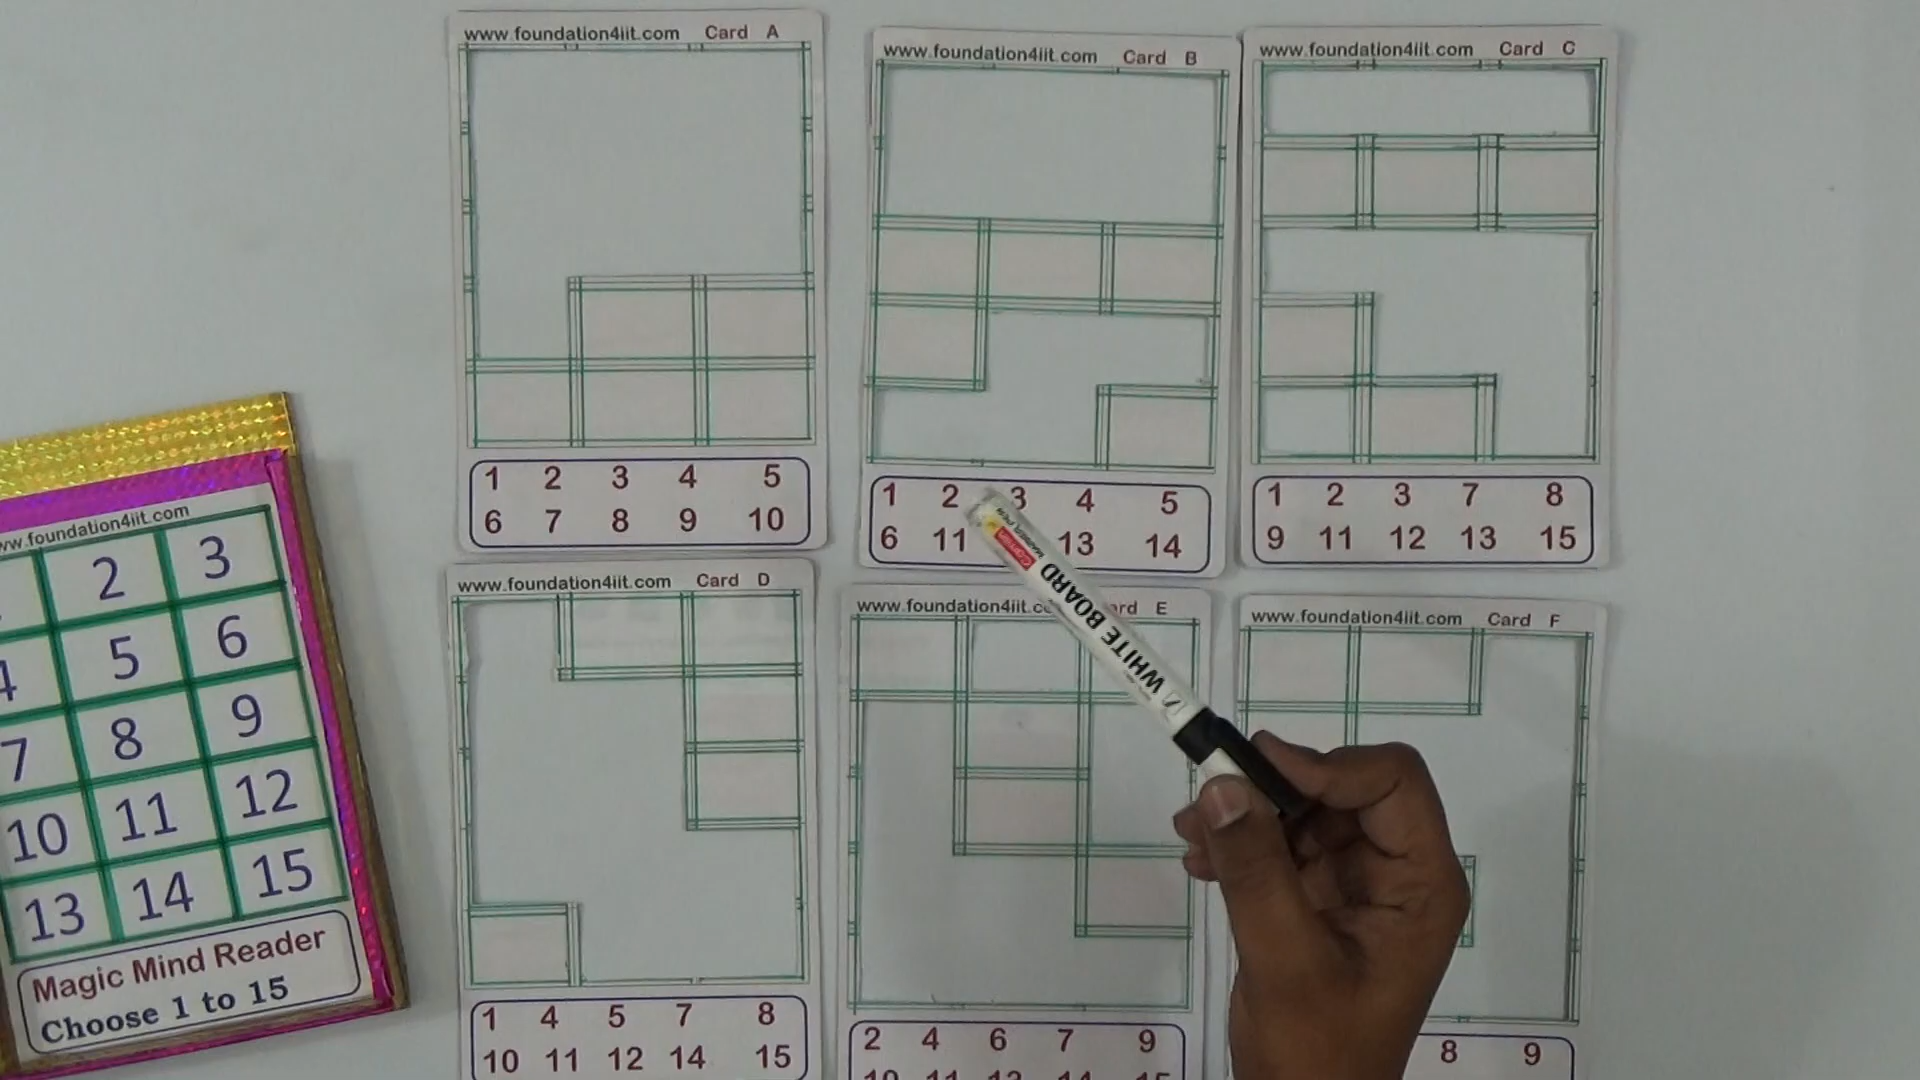 www.foundation4iit.com Card A
1 2 3 4 5
6 7 8 9 10
www.foundation4iit.com Card B
1 2 3 4 5
6 11 13 14
www.foundation4iit.com Card C
1 2 3 7 8
9 11 12 13 15
www.foundation4iit.com Card D
1 4 5 7 8
10 11 12 14 15
www.foundation4iit. E
2 4 6 7 9
www.foundation4iit.com Card F
8 9
WHITE BOARD
www.foundation4iit.com
2 3
4 5 6
7 8 9
10 11 12
13 14 15
Magic Mind Reader
Choose 1 to 15